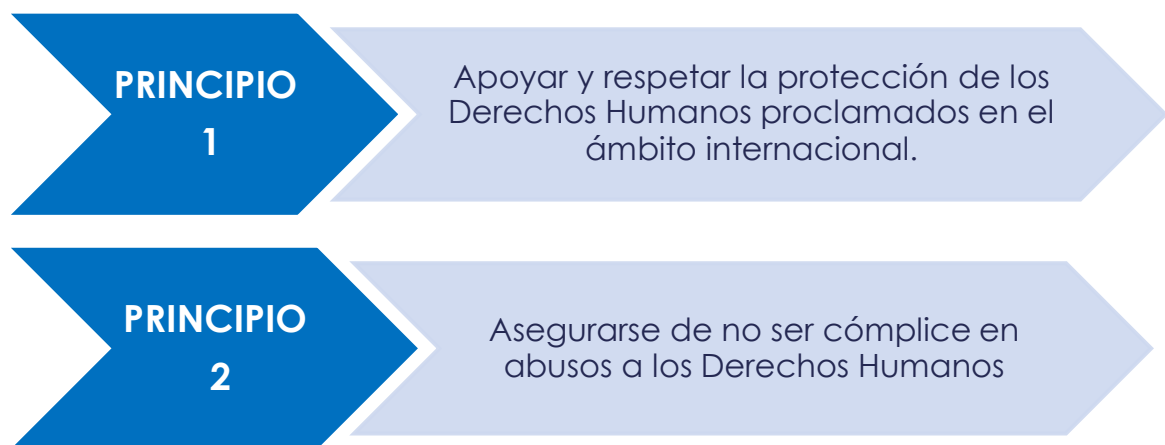 PRINCIPIO
1
Apoyar y respetar la protección de los
Derechos Humanos proclamados en el
ámbito internacional.
PRINCIPIO
2
Asegurarse de no ser cómplice en
abusos a los Derechos Humanos